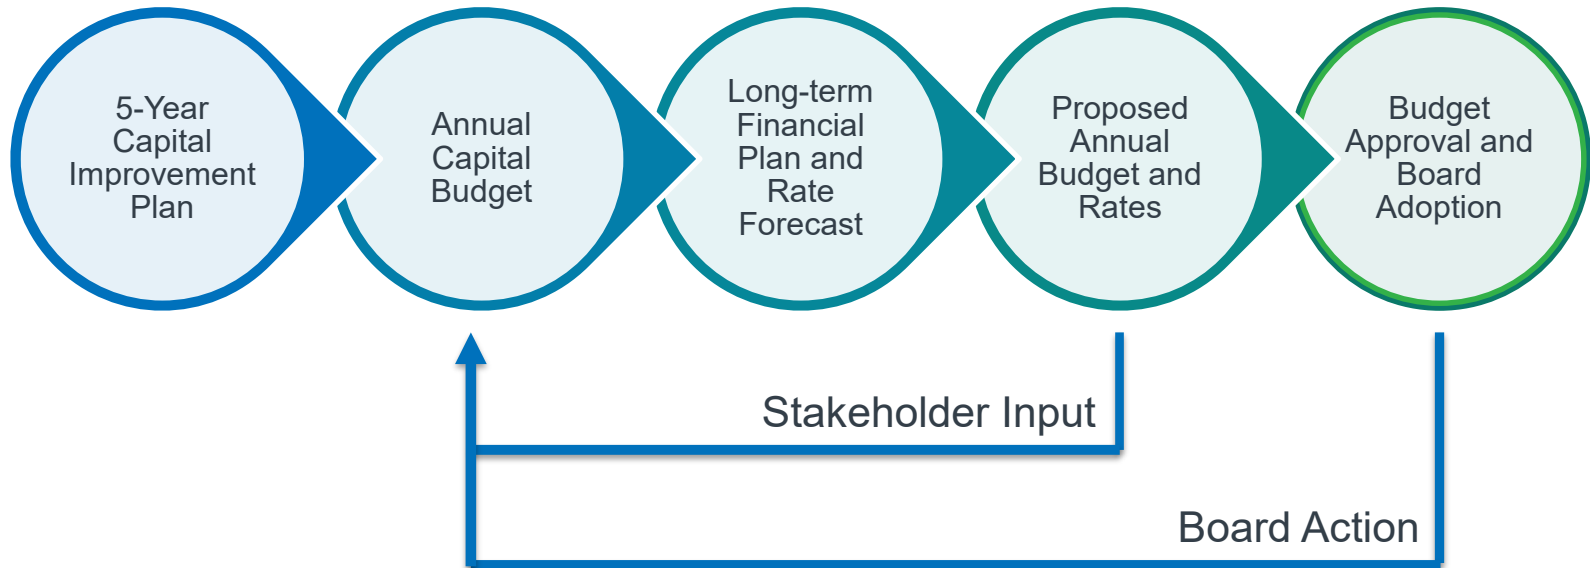 5-Year
Capital
Improvement
Plan
Annual
Capital
Budget
Long-term
Financial
Plan and
Rate
Forecast
Proposed
Annual
Budget and
Rates
Budget
Approval and
Board
Adoption
Stakeholder Input
Board Action